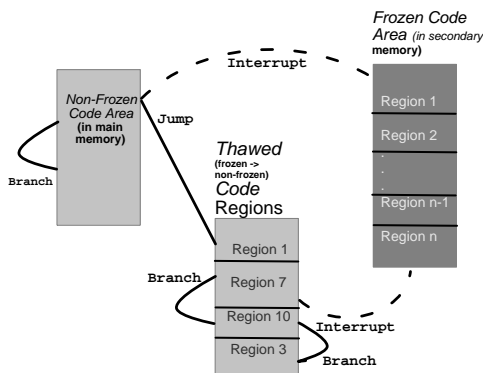 Frozen Code
Area (in secondary
memory)
Interrupt
Non-Frozen
Code Area
(in main
memory)
Jump
Branch
Region 1
Region 2
.
.
.
Region n-1
Region n
Thawed
(frozen ->
non-frozen)
Code
Regions
Region 1
Branch
Region 7
Region 10
Interrupt
Region 3
Branch